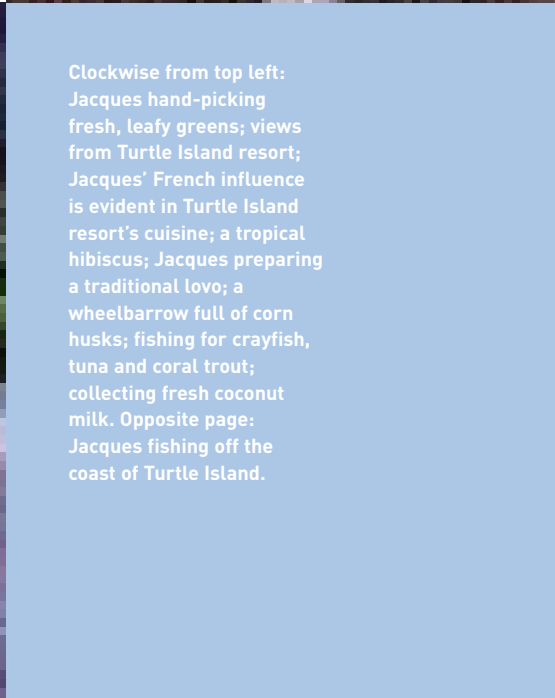 Clockwise from top left:
Jacques hand-picking
fresh, leafy greens; views
from Turtle Island resort;
Jacques’ French influence
is evident in Turtle Island
resort’s cuisine; a tropical
hibiscus; Jacques preparing
a traditional lovo; a
wheelbarrow full of corn
husks; fishing for crayfish,
tuna and coral trout;
collecting fresh coconut
milk. Opposite page:
Jacques fishing off the
coast of Turtle Island.